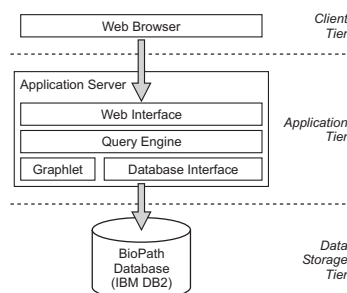 Web Browser
Client
Tier
Application Server
Web Interface
Query Engine
Graphlet
Database Interface
Application
Tier
BioPath
Database
(IBM DB2)
Data
Storage
Tier